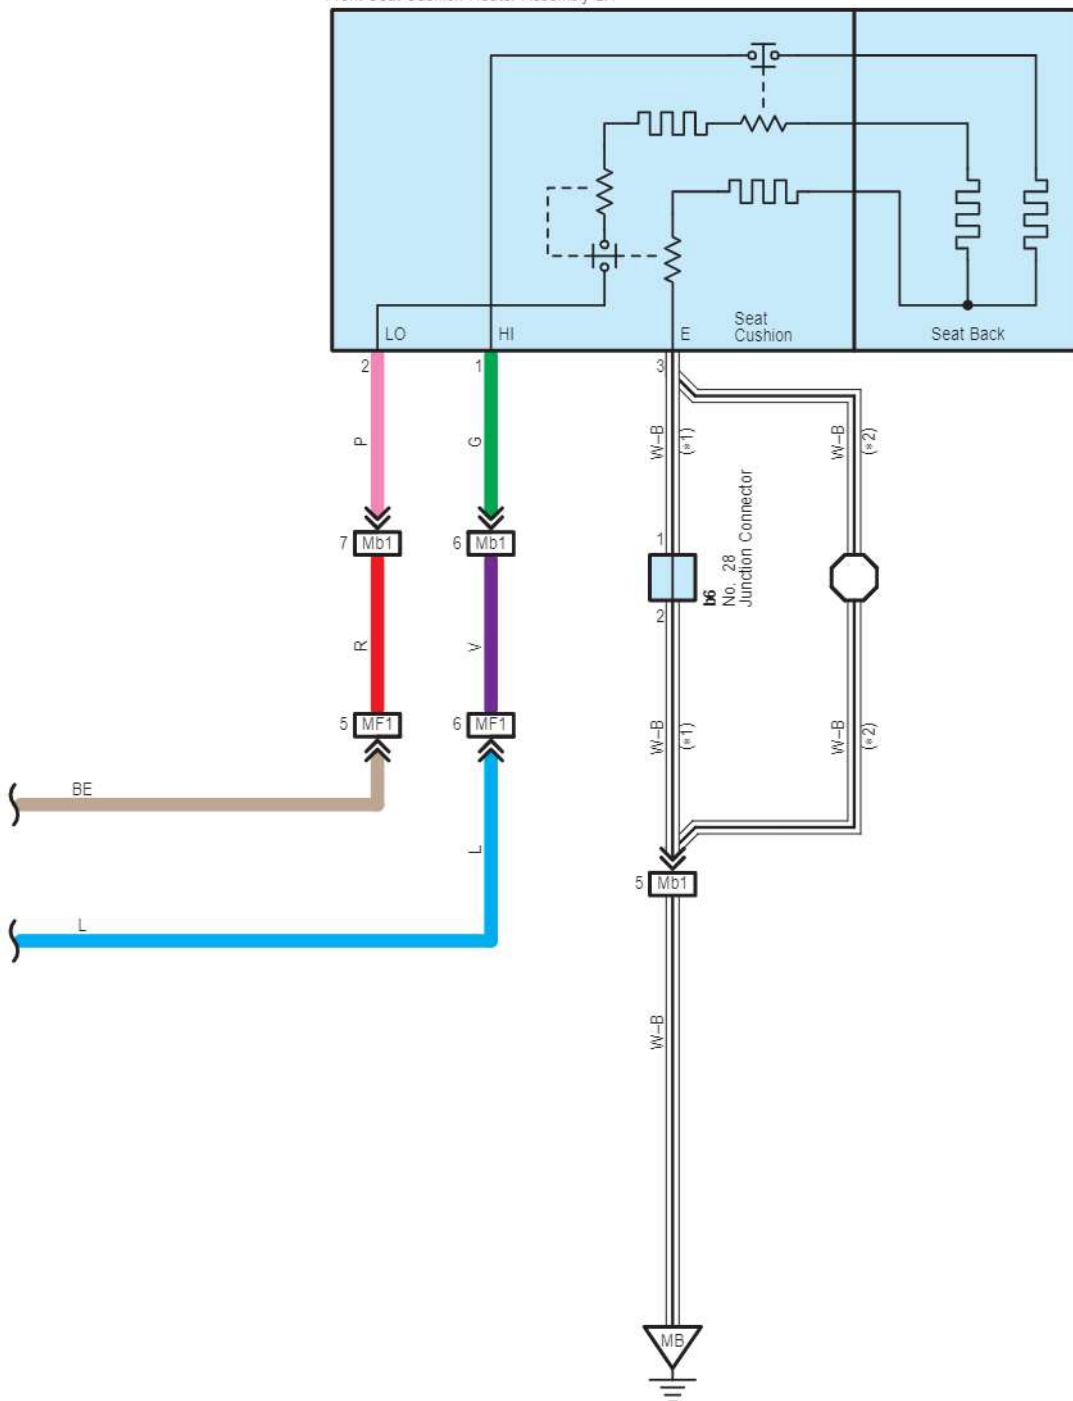 LO
HI
E
Seat
Cushion
Seat Back
2
1
3
P
G
W-B
(*1)
W-B
(*2)
7 Mb1
6 Mb1
1
b6
No. 28
Junction Connector
2
R
V
W-B
(*1)
W-B
(*2)
5 MF1
6 MF1
BE
L
5 Mb1
L
W-B
MB